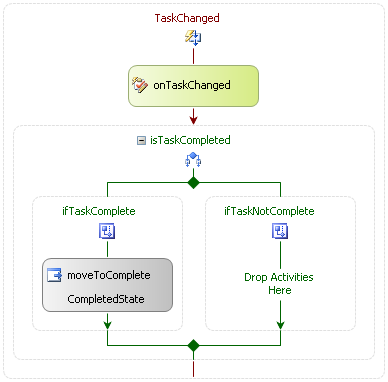 TaskChanged
onTaskChanged
isTaskCompleted
ifTaskComplete
ifTaskNotComplete
moveToComplete
CompletedState
Drop Activities
Here